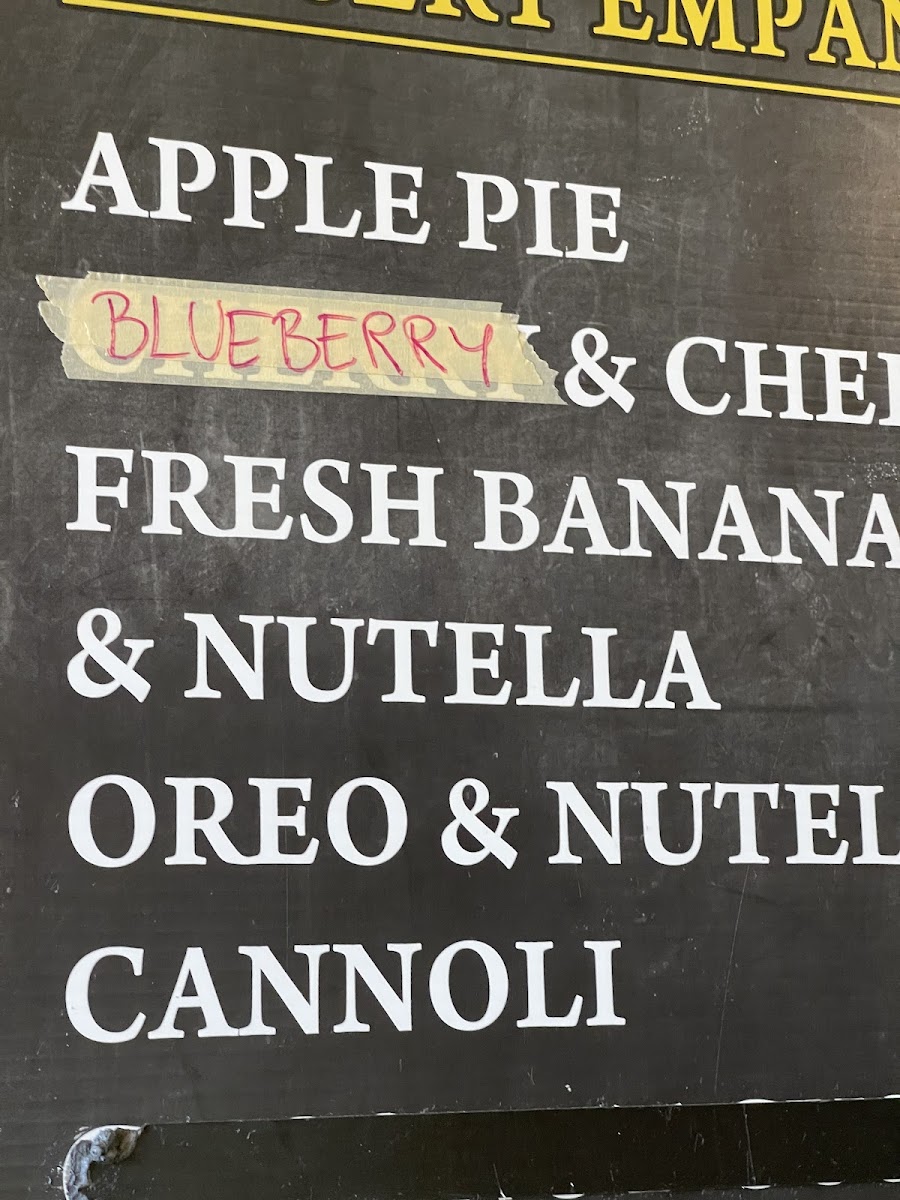 APPLE PIE
BLUEBERRY & CHE
FRESH BANANA
& NUTELLA
OREO & NUTEL
CANNOLI